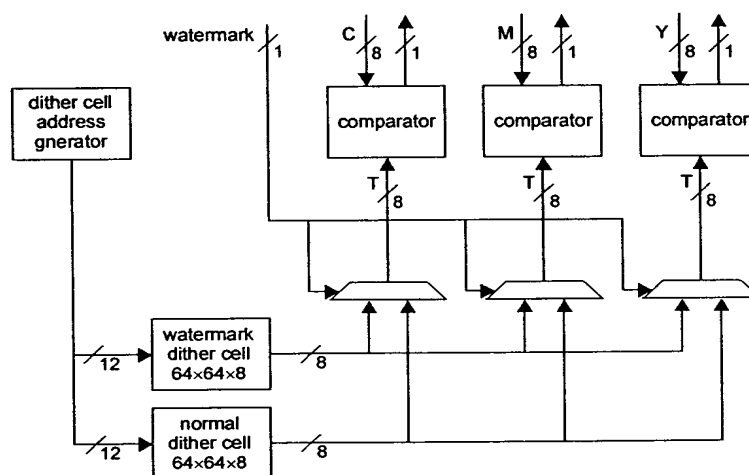 watermark 1 C 8 1 M 8 1 Y 8 1
dither cell
address
gnerator
comparator comparator comparator
T 8 T 8 T 8
watermark
dither cell
64×64×8
12 8
normal
dither cell
64×64×8
12 8